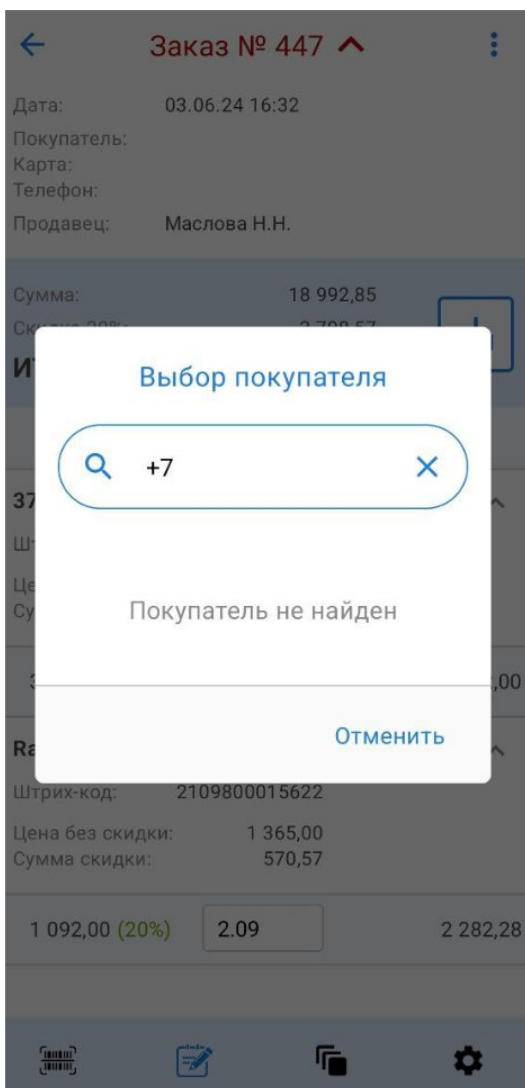 Заказ № 447
Дата: 03.06.24 16:32
Покупатель:
Карта:
Телефон:
Продавец: Маслова Н.Н.
Сумма: 18 992,85
Выбор покупателя
+7
37
Покупатель не найден
,00
Отменить
Штрих-код: 2109800015622
Цена без скидки: 1 365,00
Сумма скидки: 570,57
1 092,00 (20%) 2.09 2 282,28